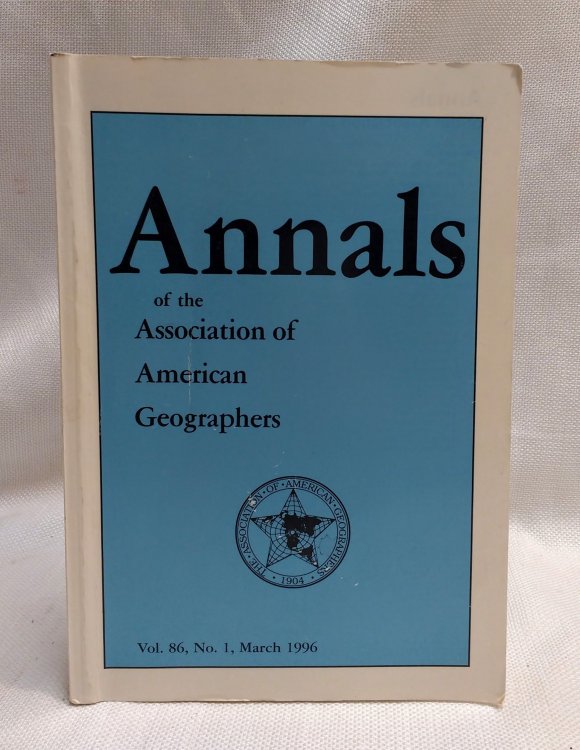 Annals
of the
Association of
American
Geographers
THE · ASSOCIATION · OF · AMERICAN · GEOGRAPHERS
· 1904 ·
Vol. 86, No. 1, March 1996